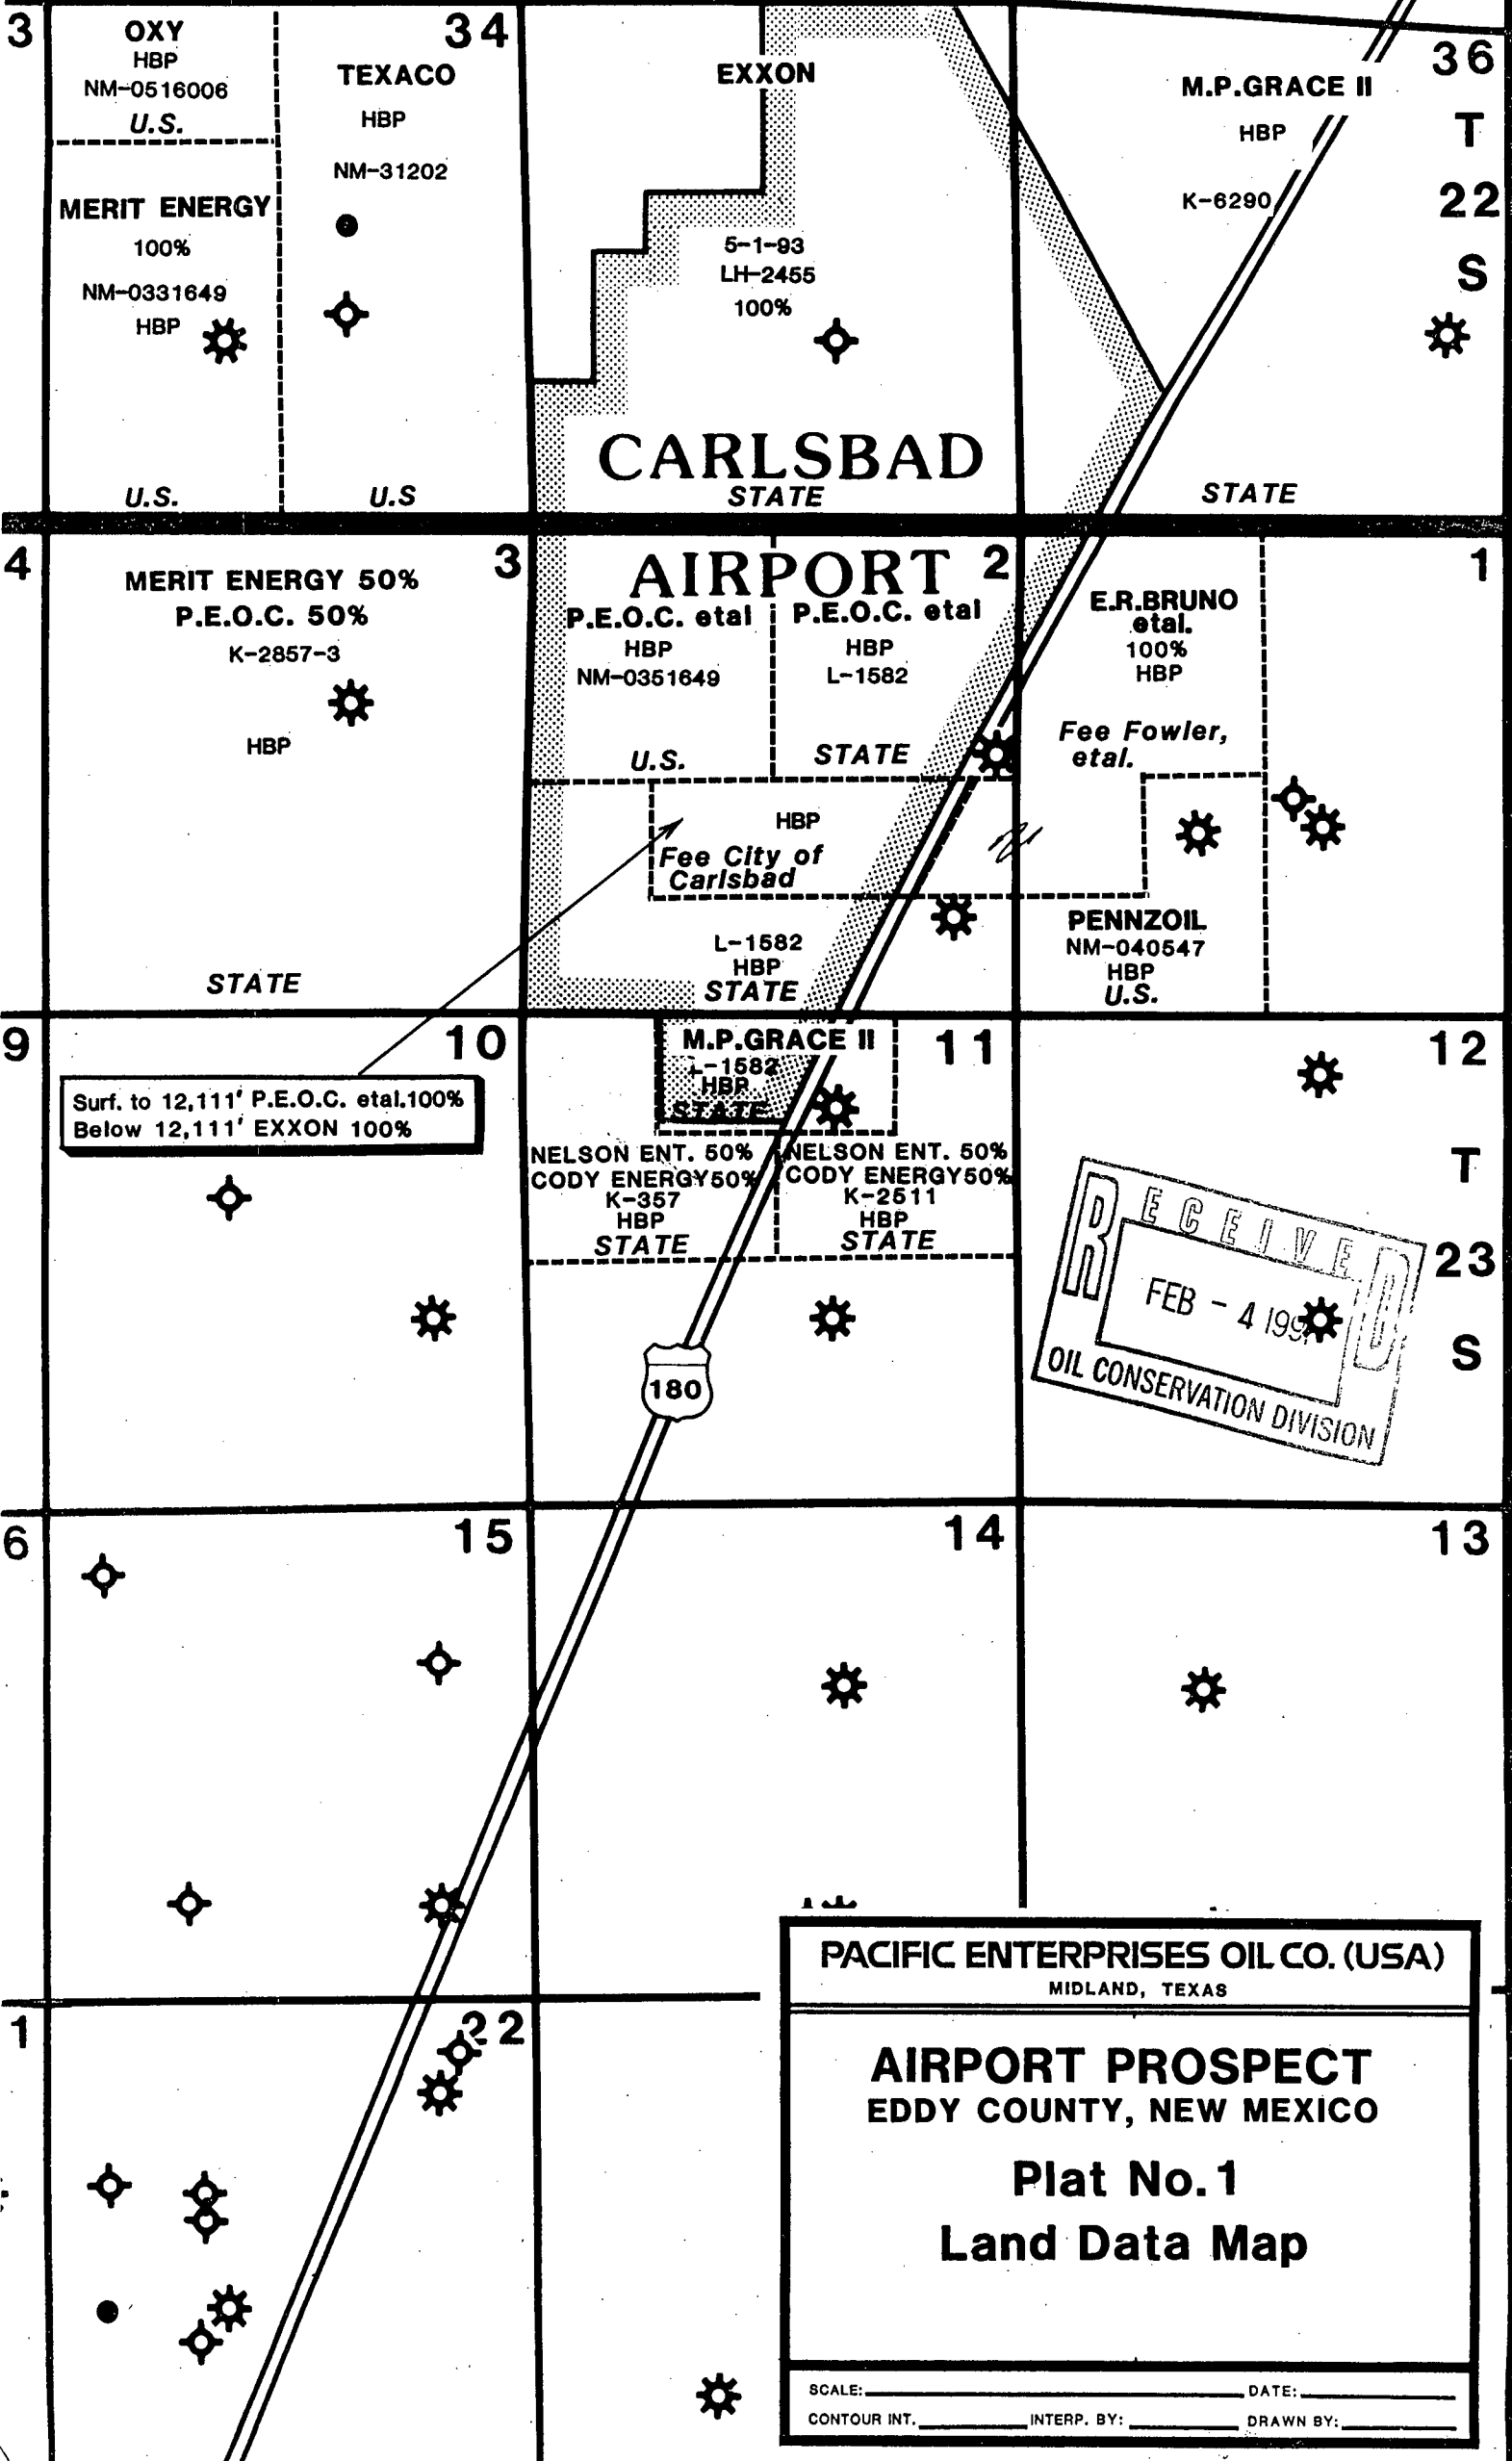 3
OXY
HBP
NM-0516006
U.S.
34
TEXACO
HBP
NM-31202
EXXON
M.P.GRACE II
HBP
K-6290
36
T
22
S
MERIT ENERGY
100%
NM-0331649
HBP
5-1-93
LH-2455
100%
CARLSBAD
U.S.
U.S
STATE
STATE
4
MERIT ENERGY 50%
P.E.O.C. 50%
K-2857-3
HBP
STATE
3
AIRPORT
2
P.E.O.C. etal
HBP
NM-0351649
U.S.
P.E.O.C. etal
HBP
L-1582
STATE
E.R.BRUNO
etal.
100%
HBP
Fee Fowler,
etal.
1
HBP
Fee City of
Carlsbad
L-1582
HBP
STATE
PENNZOIL
NM-040547
HBP
U.S.
9
10
M.P.GRACE II
L-1582
HBP
STATE
11
12
Surf. to 12,111' P.E.O.C. etal.100%
Below 12,111' EXXON 100%
NELSON ENT. 50%
CODY ENERGY50%
K-357
HBP
STATE
NELSON ENT. 50%
CODY ENERGY50%
K-2511
HBP
STATE
T
23
S
RECEIVED
FEB - 4
OIL CONSERVATION DIVISION
180
6
15
14
13
1
22
PACIFIC ENTERPRISES OIL CO. (USA)
MIDLAND, TEXAS
AIRPORT PROSPECT
EDDY COUNTY, NEW MEXICO
Plat No.1
Land Data Map
SCALE: DATE:
CONTOUR INT. INTERP. BY: DRAWN BY: